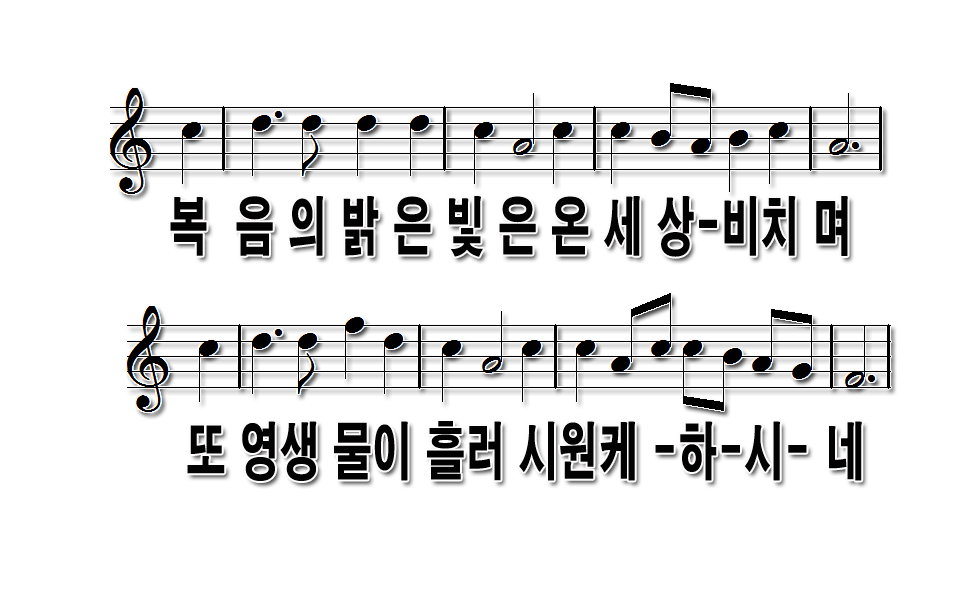 복 음 의 밝 은 빛 은 온 세 상-비치 며
또 영생 물이 흘러 시원케 -하-시- 네